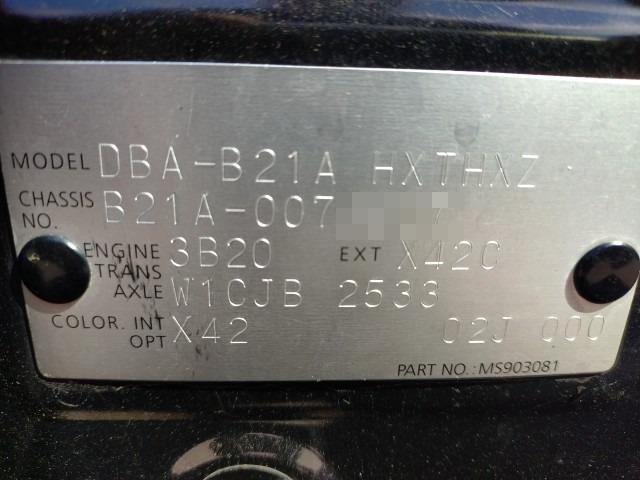 MODEL DBA-B21A HXTHXZ
CHASSIS NO. B21A-007
ENGINE 3B20 EXT X42C
TRANS AXLE W1CJB 2533
COLOR. INT OPT X42 02J 000
PART NO.: MS903081